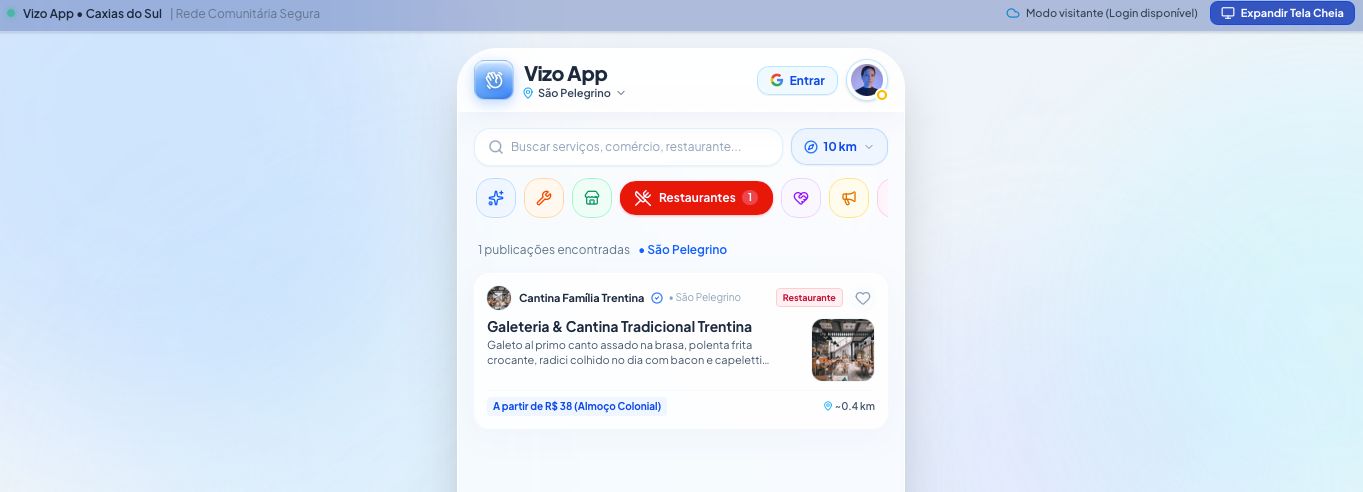 Vizo App • Caxias do Sul | Rede Comunitária Segura
Modo visitante (Login disponível)
Expandir Tela Cheia
Vizo App
São Pelegrino
Entrar
Buscar serviços, comércio, restaurante...
10 km
Restaurantes 1
1 publicações encontradas • São Pelegrino
Cantina Família Trentina • São Pelegrino
Restaurante
Galeteria & Cantina Tradicional Trentina
Galeto al primo canto assado na brasa, polenta frita
crocante, radici colhido no dia com bacon e capeletti...
A partir de R$ 38 (Almoço Colonial)
~0.4 km